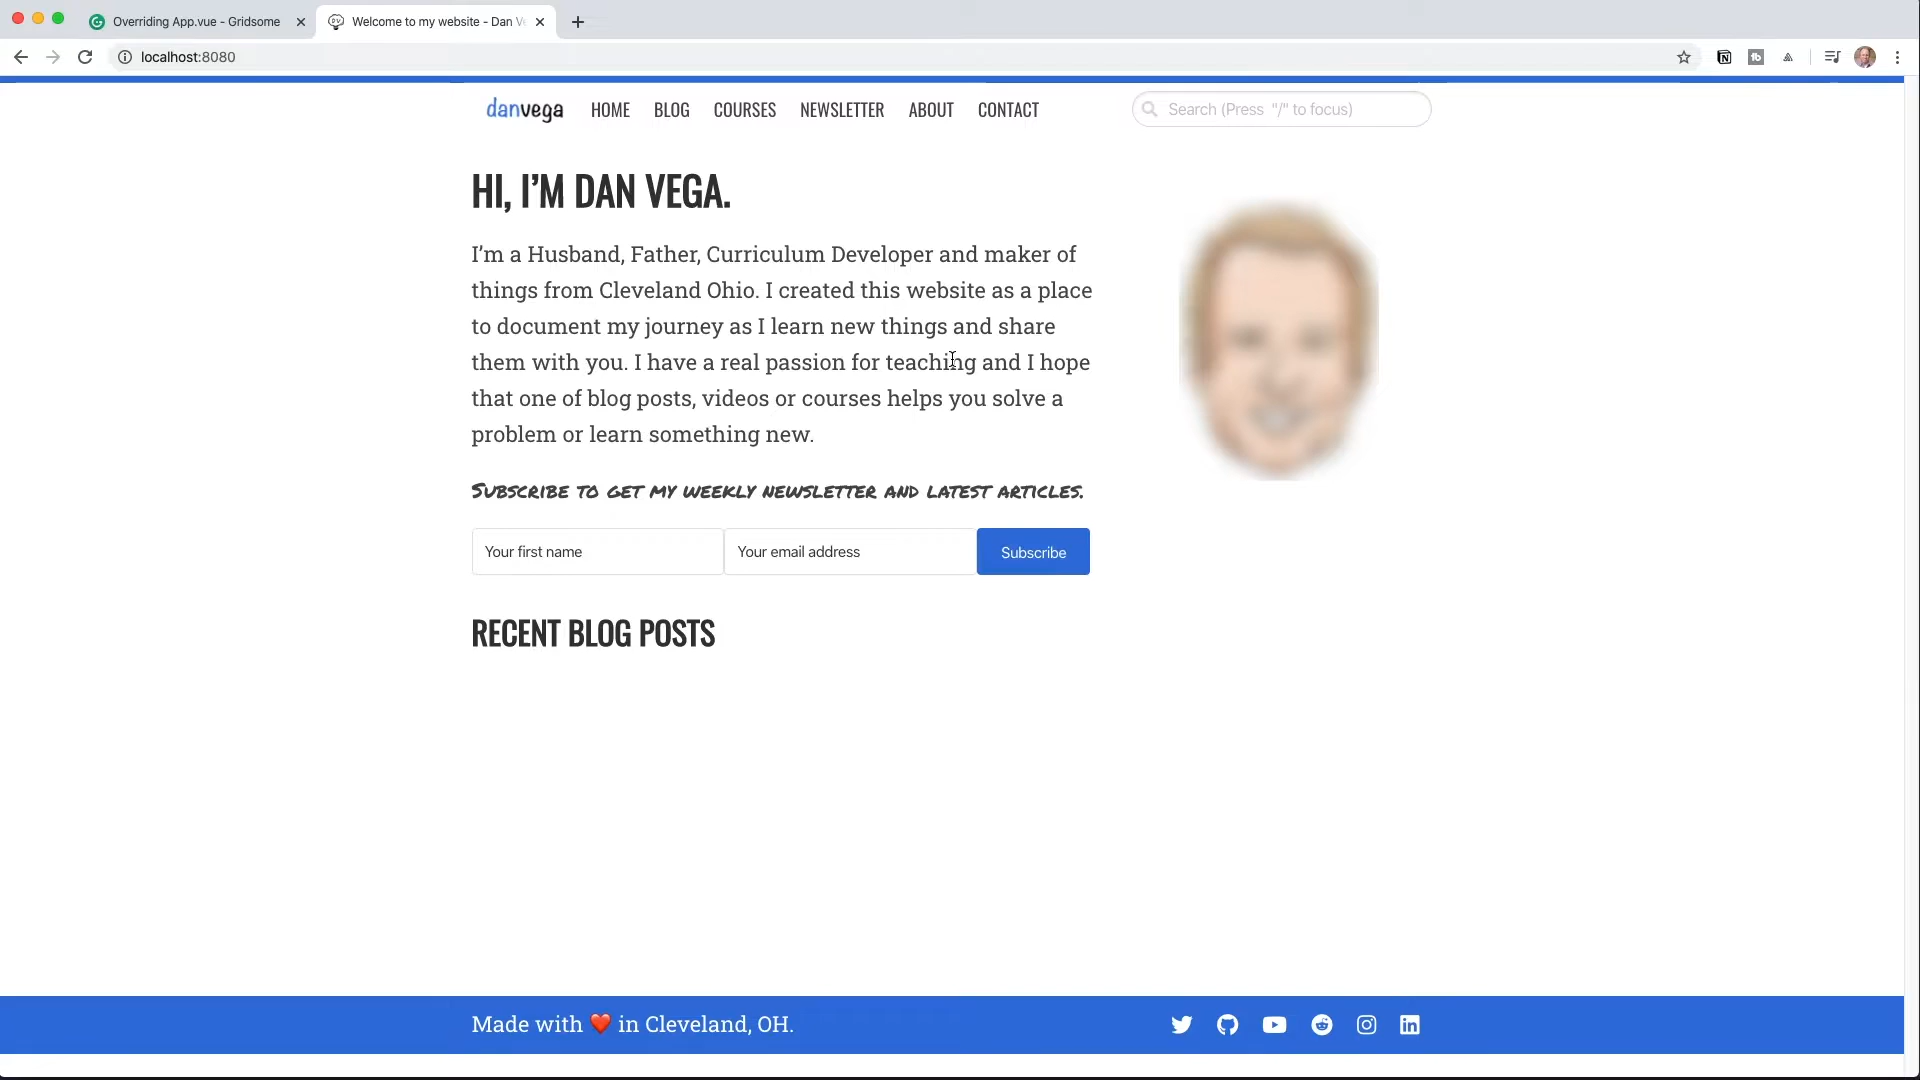 Overriding App.vue - Gridsome
Welcome to my website - Dan V
localhost:8080
danvega HOME BLOG COURSES NEWSLETTER ABOUT CONTACT
Search (Press "/" to focus)
HI, I'M DAN VEGA.
I'm a Husband, Father, Curriculum Developer and maker of
things from Cleveland Ohio. I created this website as a place
to document my journey as I learn new things and share
them with you. I have a real passion for teaching and I hope
that one of blog posts, videos or courses helps you solve a
problem or learn something new.
Subscribe to get my weekly newsletter and latest articles.
Your first name
Your email address
Subscribe
RECENT BLOG POSTS
Made with ❤️ in Cleveland, OH.